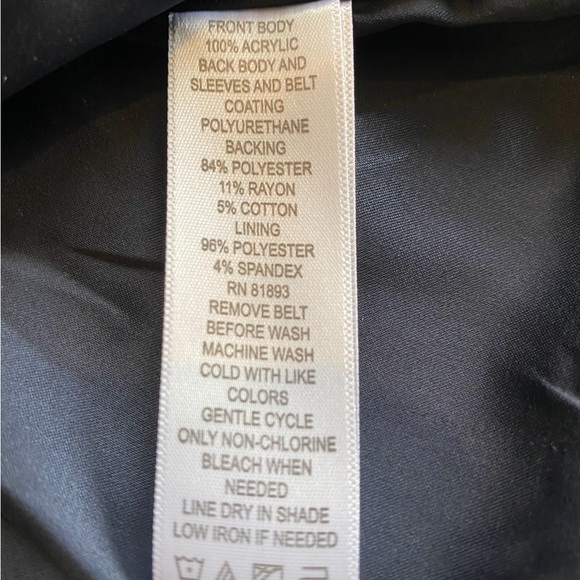 FRONT BODY
100% ACRYLIC
BACK BODY AND
SLEEVES AND BELT
COATING
POLYURETHANE
BACKING
84% POLYESTER
11% RAYON
5% COTTON
LINING
96% POLYESTER
4% SPANDEX
RN 81893
REMOVE BELT
BEFORE WASH
MACHINE WASH
COLD WITH LIKE
COLORS
GENTLE CYCLE
ONLY NON-CHLORINE
BLEACH WHEN
NEEDED
LINE DRY IN SHADE
LOW IRON IF NEEDED